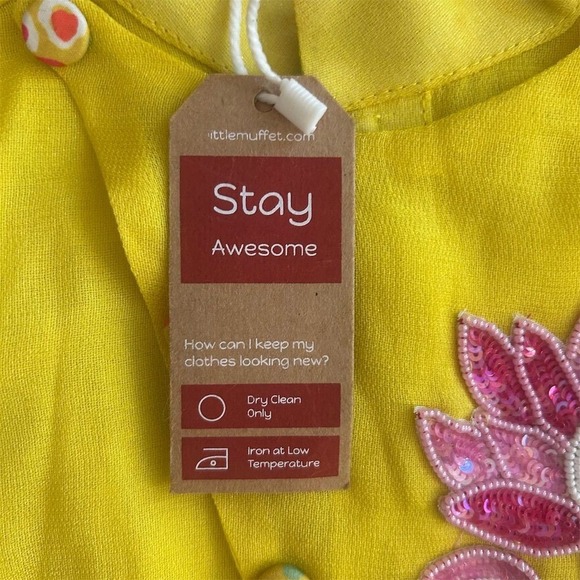 ittlemuffet.com
Stay
Awesome
How can I keep my
clothes looking new?
Dry Clean
Only
Iron at Low
Temperature